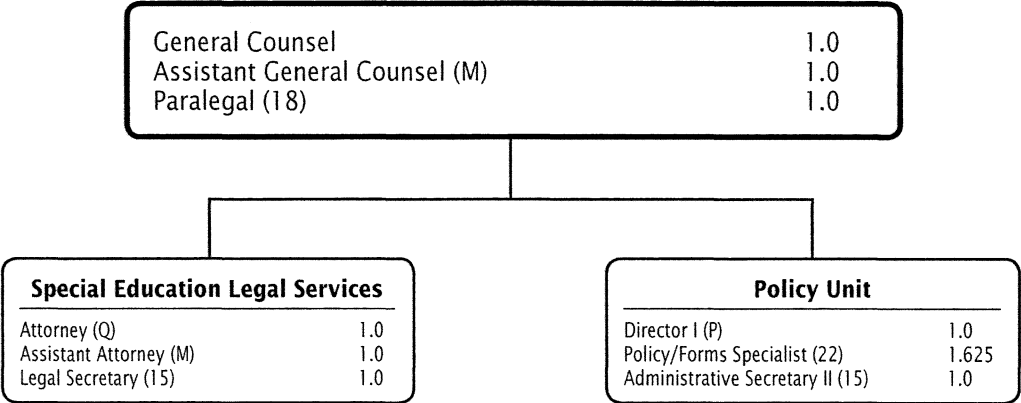 General Counsel 1.0
Assistant General Counsel (M) 1.0
Paralegal (18) 1.0
Special Education Legal Services
Attorney (Q) 1.0
Assistant Attorney (M) 1.0
Legal Secretary (15) 1.0
Policy Unit
Director I (P) 1.0
Policy/Forms Specialist (22) 1.625
Administrative Secretary II (15) 1.0